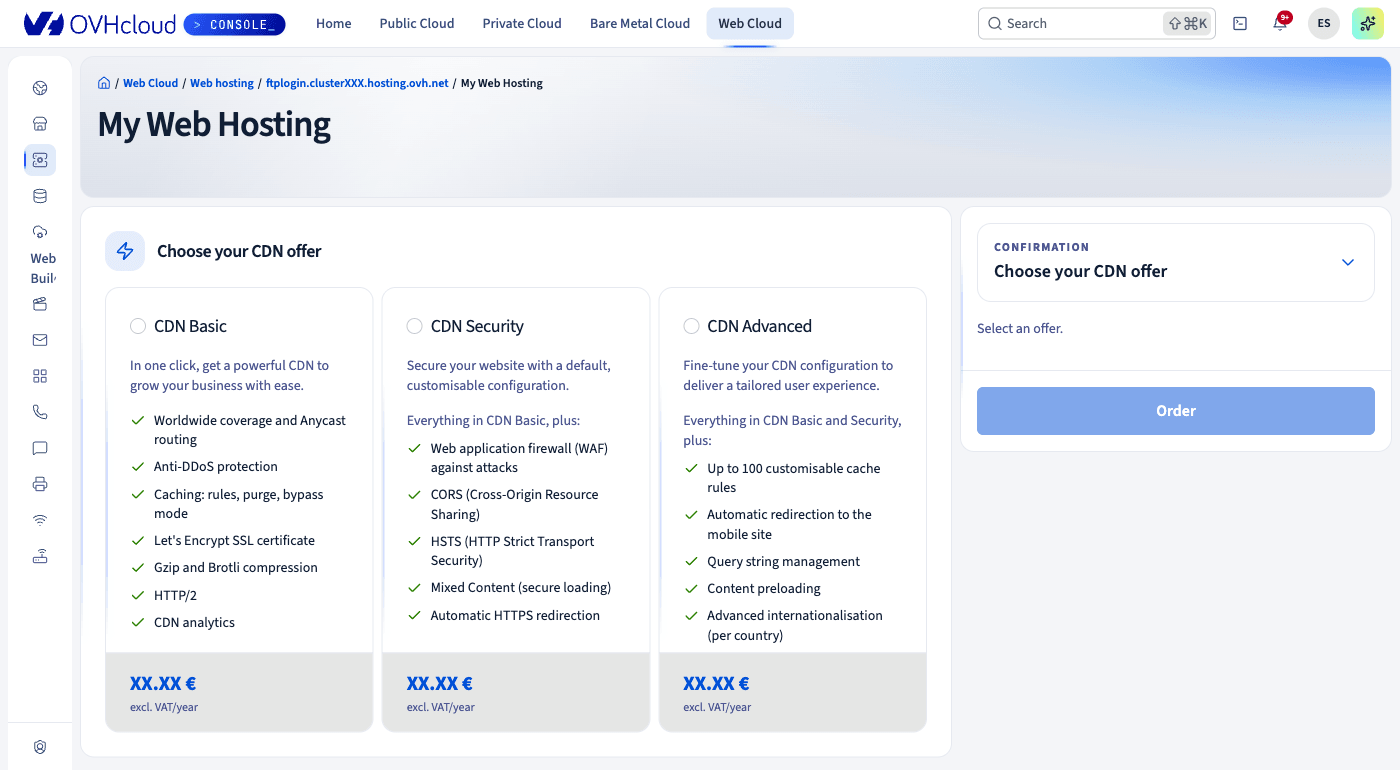 OVHcloud > CONSOLE_ Home Public Cloud Private Cloud Bare Metal Cloud Web Cloud Search ⇧⌘K 9+ ES
/ Web Cloud / Web hosting / ftplogin.clusterXXX.hosting.ovh.net / My Web Hosting
My Web Hosting
Web
Buil
Choose your CDN offer
CDN Basic
In one click, get a powerful CDN to
grow your business with ease.
Worldwide coverage and Anycast
routing
Anti-DDoS protection
Caching: rules, purge, bypass
mode
Let's Encrypt SSL certificate
Gzip and Brotli compression
HTTP/2
CDN analytics
XX.XX €
excl. VAT/year
CDN Security
Secure your website with a default,
customisable configuration.
Everything in CDN Basic, plus:
Web application firewall (WAF)
against attacks
CORS (Cross-Origin Resource
Sharing)
HSTS (HTTP Strict Transport
Security)
Mixed Content (secure loading)
Automatic HTTPS redirection
XX.XX €
excl. VAT/year
CDN Advanced
Fine-tune your CDN configuration to
deliver a tailored user experience.
Everything in CDN Basic and Security,
plus:
Up to 100 customisable cache
rules
Automatic redirection to the
mobile site
Query string management
Content preloading
Advanced internationalisation
(per country)
XX.XX €
excl. VAT/year
CONFIRMATION
Choose your CDN offer
Select an offer.
Order